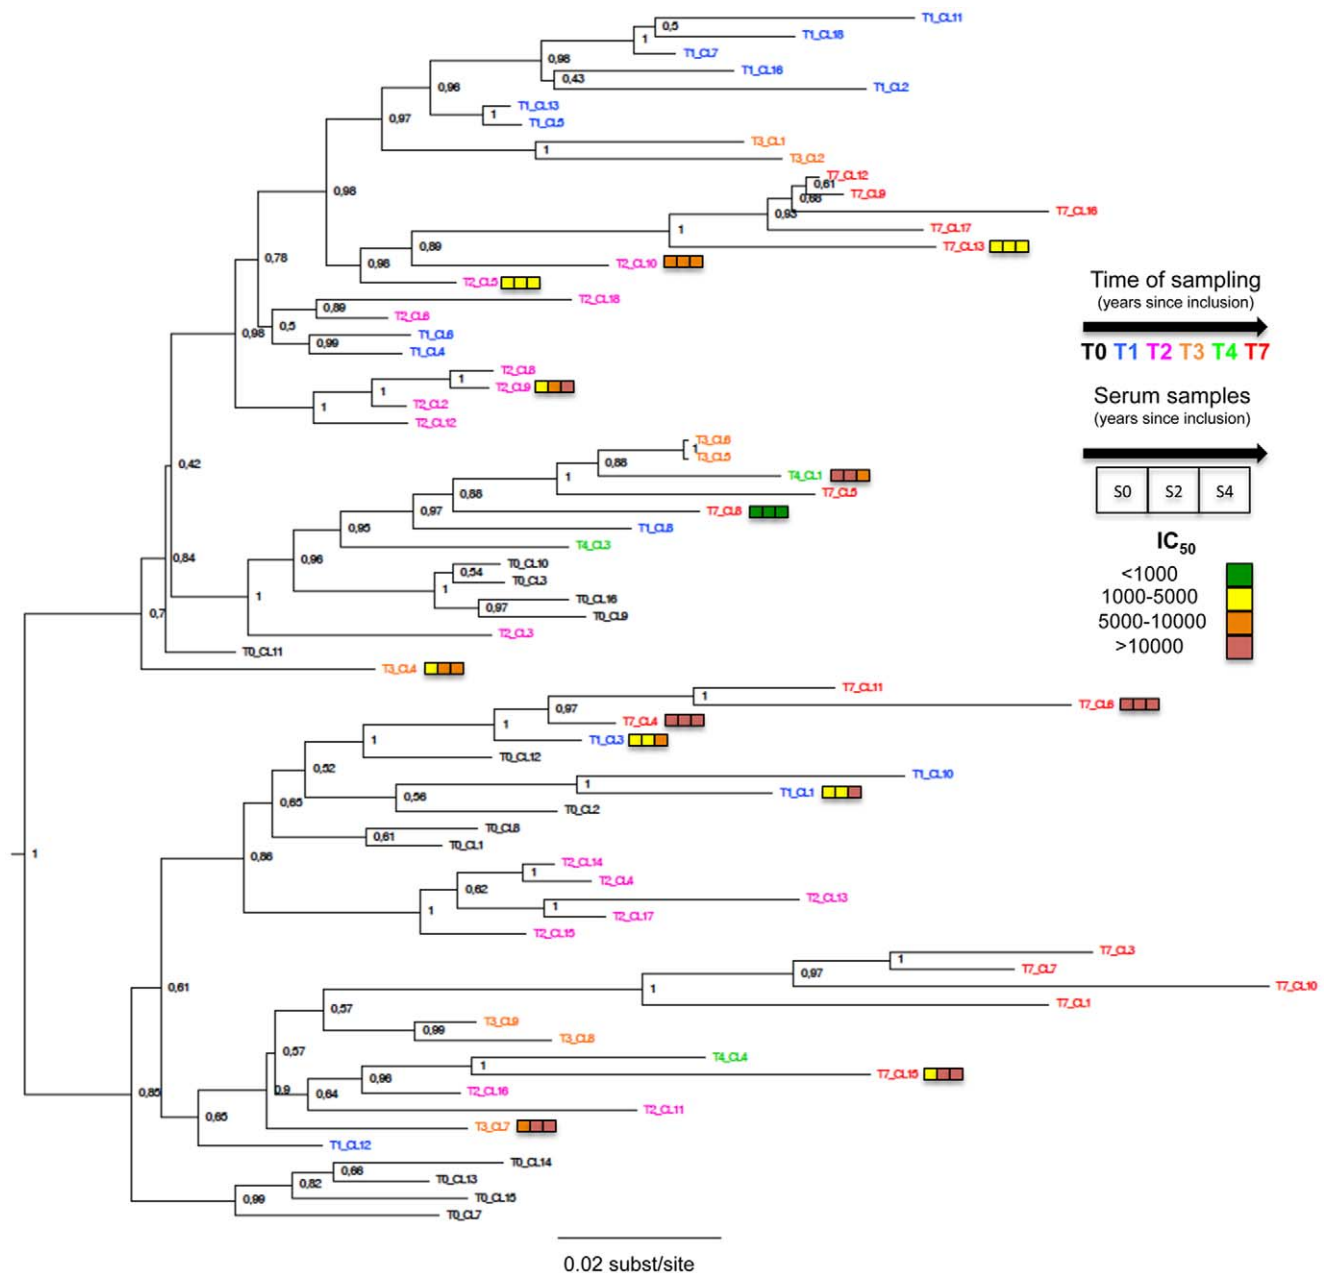 T1_CL11
0,5
T1_CL18
1
T1_CL7
0,98
T1_CL16
0,43
0,96
T1_CL2
T1_CL13
1
0,97
T1_CL5
T3_CL1
1
T3_CL2
T7_CL12
0,61
0,98
T7_CL9
0,88
T7_CL16
0,93
T7_CL17
1
T7_CL13
0,89
0,78
0,96
T2_CL10
T2_CL5
T2_CL18
0,89
T2_CL6
0,98
0,5
T1_CL6
0,99
T1_CL4
T2_CL8
1
T2_CL9
1
T2_CL2
1
T2_CL12
T3_CL6
1
T3_CL5
0,42
0,88
T4_CL1
1
T7_CL5
0,88
0,97
T7_CL8
0,95
T1_CL8
T4_CL3
0,84
0,96
T0_CL10
0,54
T0_CL3
1
1
T0_CL16
0,97
0,7
T0_CL9
T2_CL3
T0_CL11
T3_CL4
T7_CL11
1
T7_CL6
0,97
T7_CL4
1
1
T1_CL3
T0_CL12
0,52
T1_CL10
1
T1_CL1
0,65
0,56
T0_CL2
T0_CL8
0,61
T0_CL1
1
0,86
T2_CL14
1
T2_CL4
0,62
T2_CL13
1
1
T2_CL17
T2_CL15
T7_CL3
1
0,97
T7_CL7
0,61
1
T7_CL10
T7_CL1
0,57
T3_CL9
0,99
T3_CL8
0,57
T4_CL4
1
T7_CL15
0,96
0,85
0,9
0,64
T2_CL16
T2_CL11
0,65
T3_CL7
T1_CL12
T0_CL14
0,66
T0_CL13
0,82
T0_CL15
0,99
T0_CL7
0.02 subst/site
Time of sampling
(years since inclusion)
T0 T1 T2 T3 T4 T7
Serum samples
(years since inclusion)
S0 S2 S4
IC50
<1000
1000-5000
5000-10000
>10000